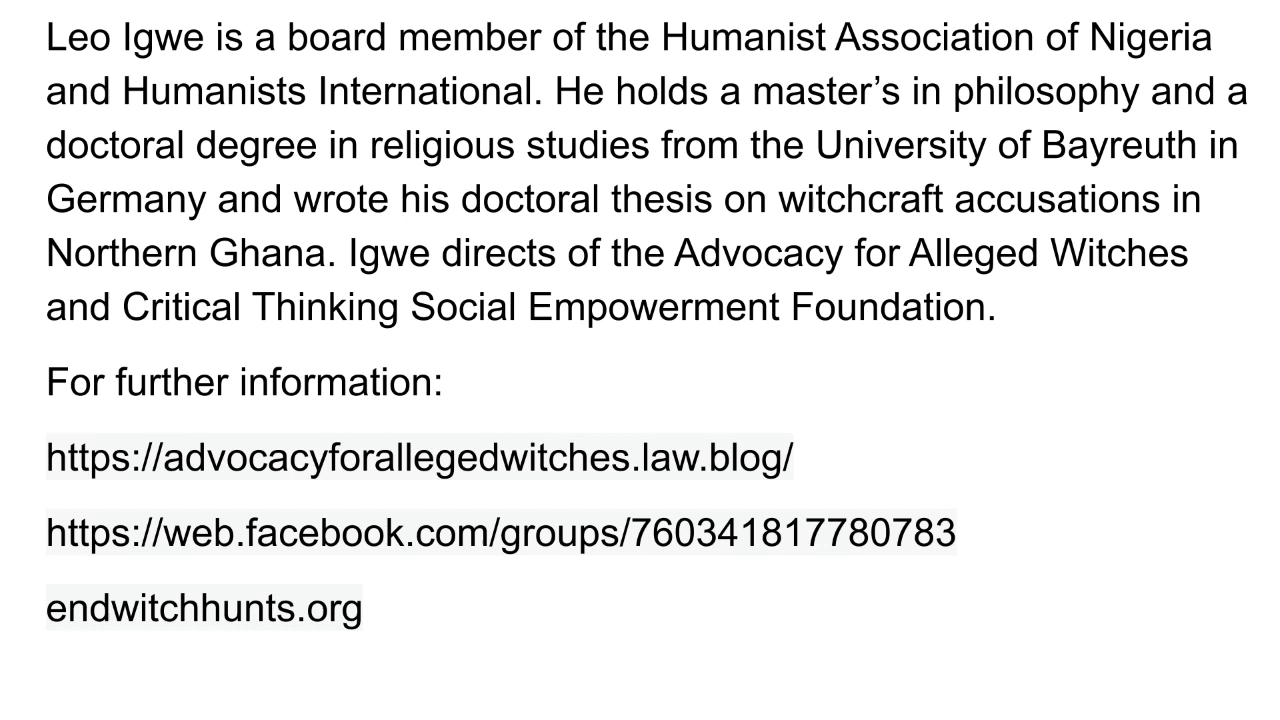 Leo Igwe is a board member of the Humanist Association of Nigeria
and Humanists International. He holds a master’s in philosophy and a
doctoral degree in religious studies from the University of Bayreuth in
Germany and wrote his doctoral thesis on witchcraft accusations in
Northern Ghana. Igwe directs of the Advocacy for Alleged Witches
and Critical Thinking Social Empowerment Foundation.
For further information:
https://advocacyforallegedwitches.law.blog/
https://web.facebook.com/groups/760341817780783
endwitchhunts.org